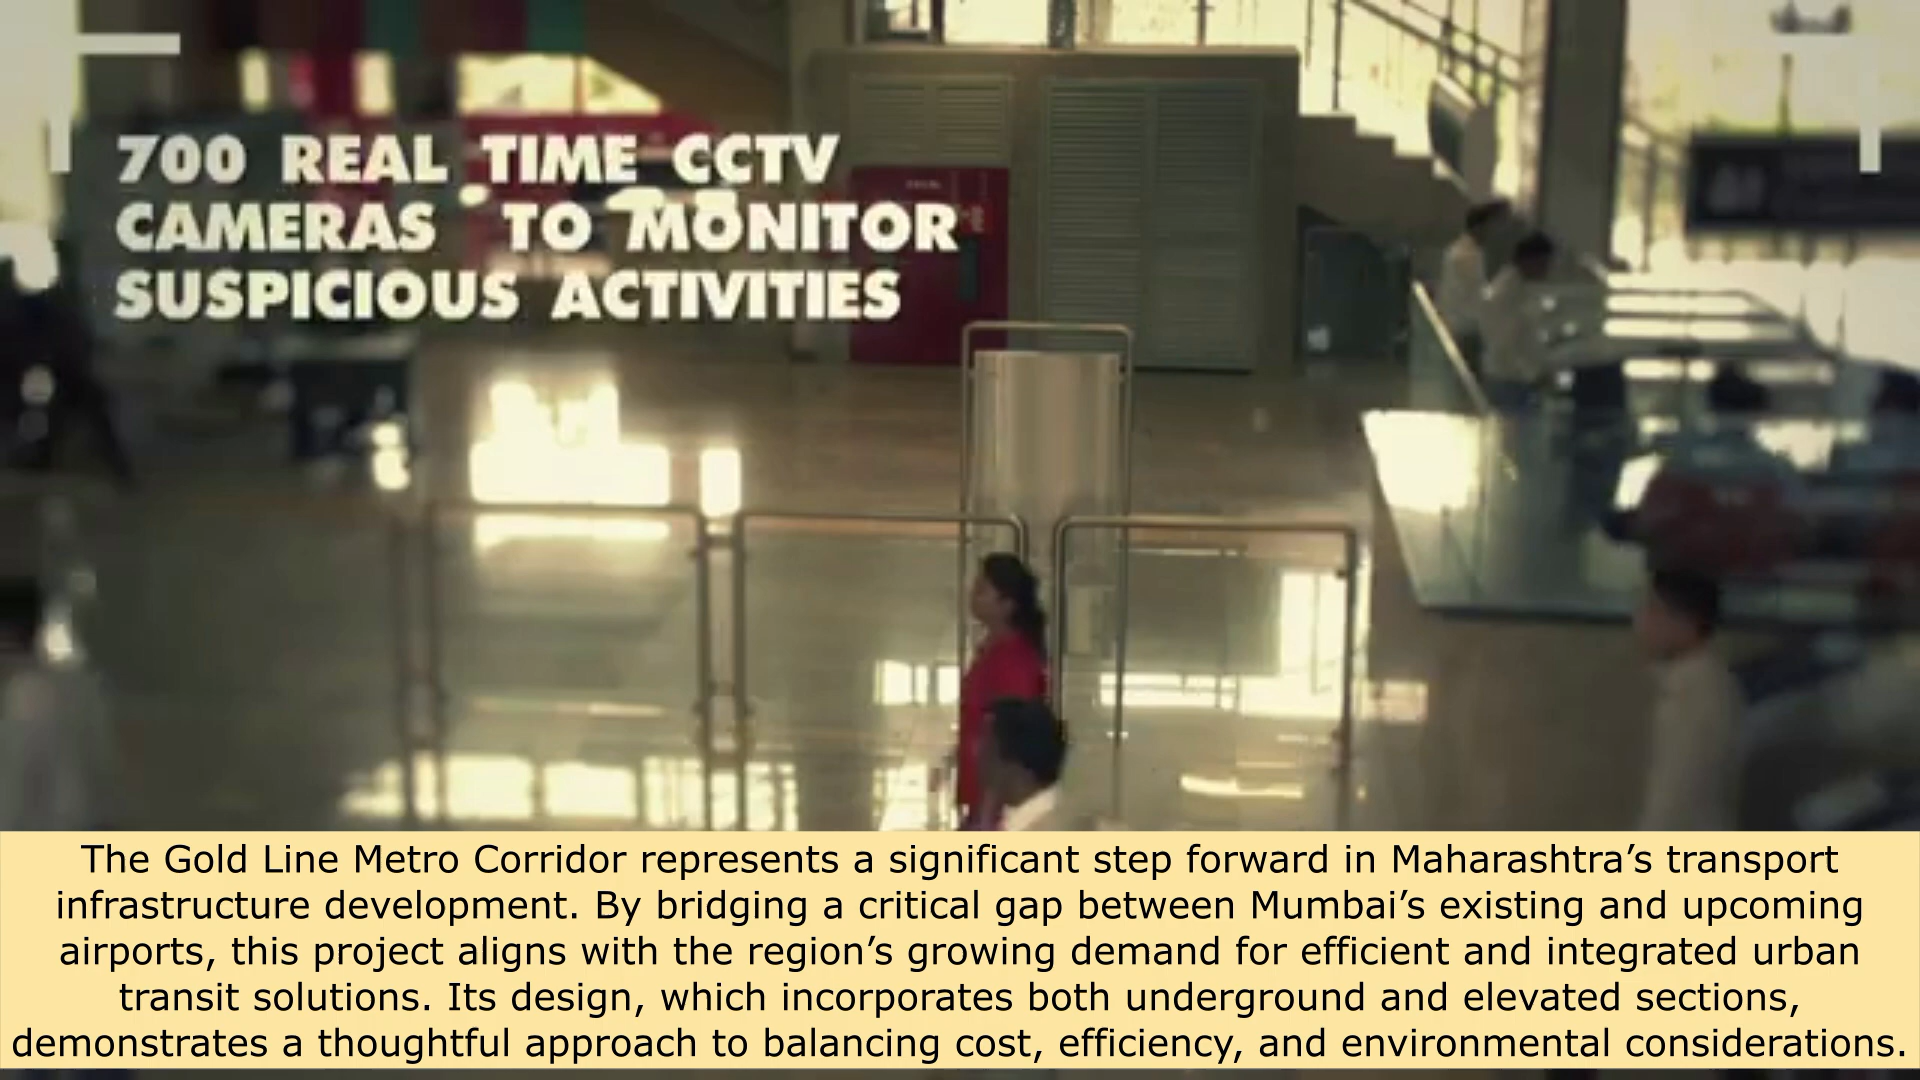 700 REAL TIME CCTV
CAMERAS TO MONITOR
SUSPICIOUS ACTIVITIES
The Gold Line Metro Corridor represents a significant step forward in Maharashtra’s transport
infrastructure development. By bridging a critical gap between Mumbai’s existing and upcoming
airports, this project aligns with the region’s growing demand for efficient and integrated urban
transit solutions. Its design, which incorporates both underground and elevated sections,
demonstrates a thoughtful approach to balancing cost, efficiency, and environmental considerations.